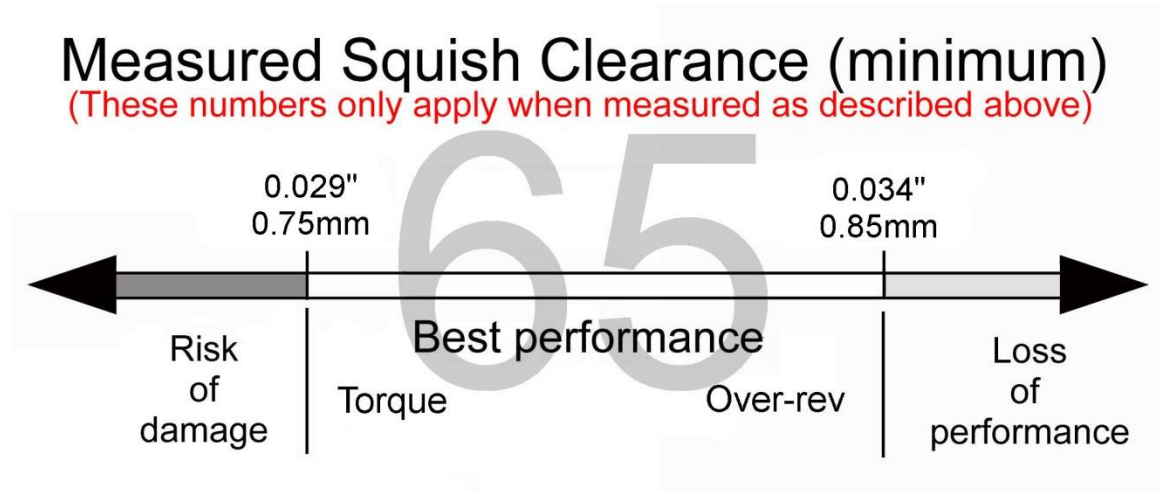 Measured Squish Clearance (minimum)
(These numbers only apply when measured as described above)
65
0.029"
0.75mm
0.034"
0.85mm
Best performance
Risk
of
damage
Torque
Over-rev
Loss
of
performance